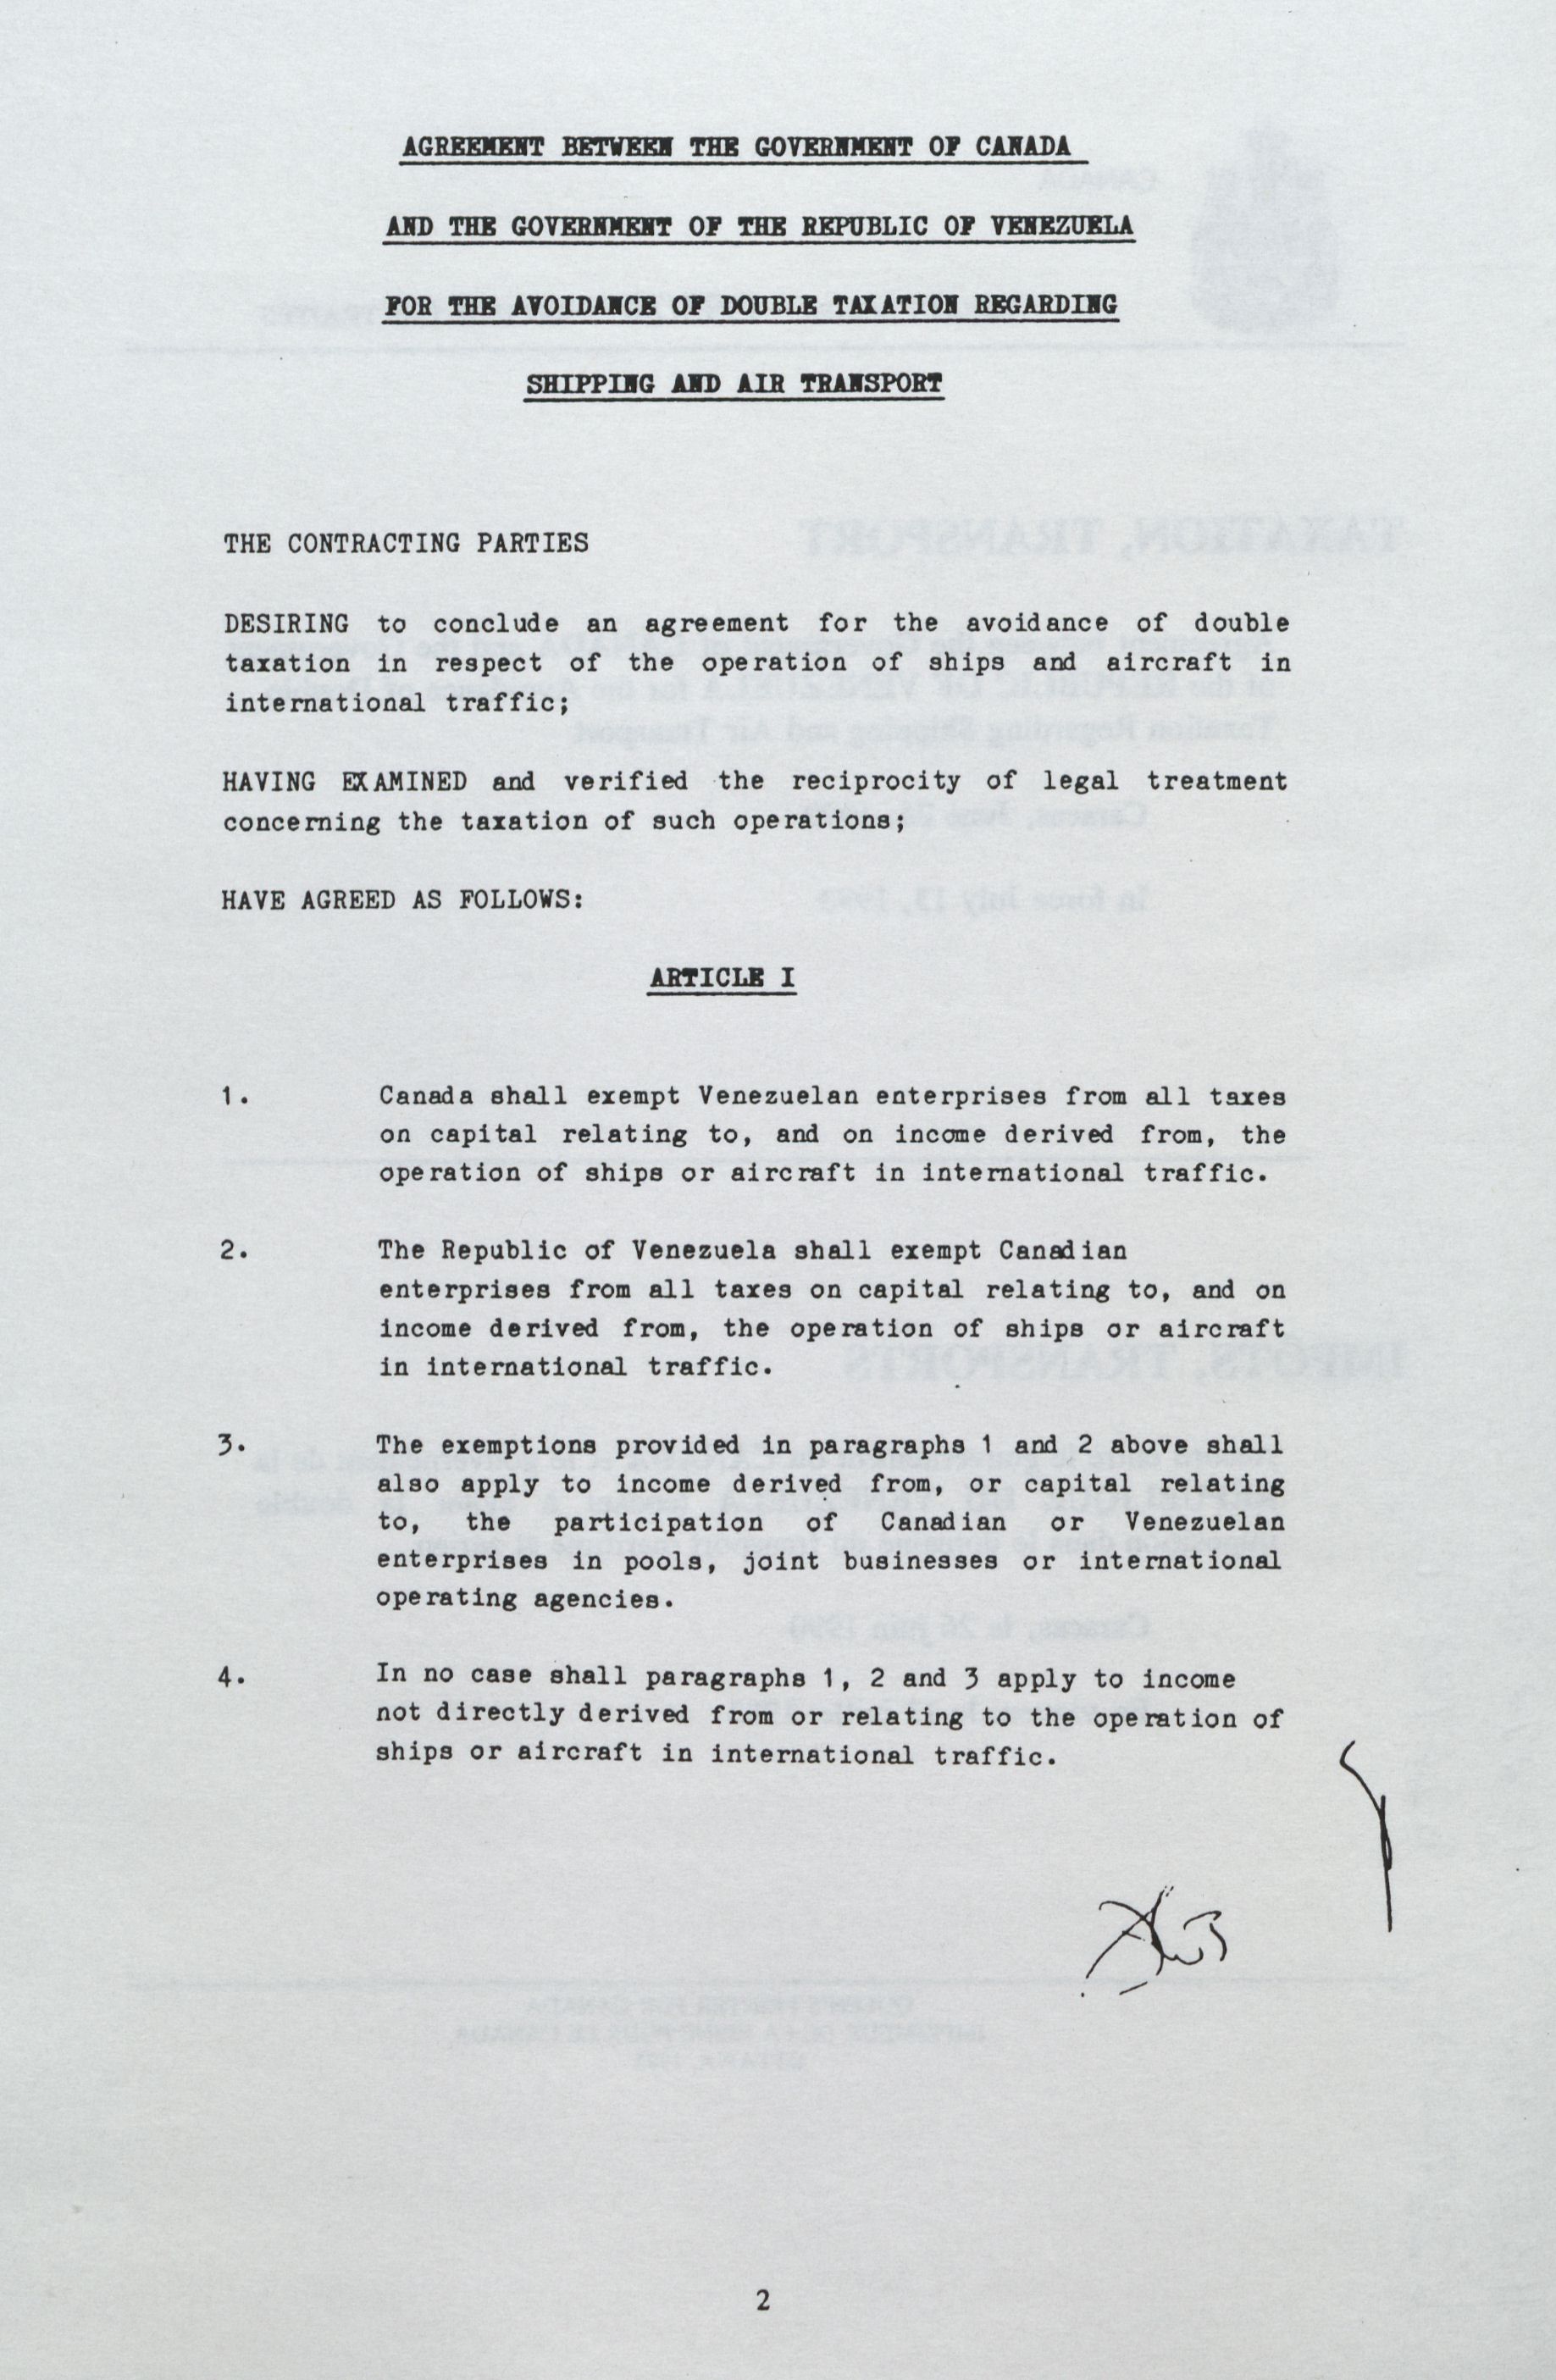 AGREEMENT BETWEEN THE GOVERNMENT OF CANADA
AND THE GOVERNMENT OF THE REPUBLIC OF VENEZUELA
FOR THE AVOIDANCE OF DOUBLE TAXATION REGARDING
SHIPPING AND AIR TRANSPORT
THE CONTRACTING PARTIES
DESIRING to conclude an agreement for the avoidance of double
taxation in respect of the operation of ships and aircraft in
international traffic;
HAVING EXAMINED and verified the reciprocity of legal treatment
concerning the taxation of such operations;
HAVE AGREED AS FOLLOWS:
ARTICLE I
1. Canada shall exempt Venezuelan enterprises from all taxes
on capital relating to, and on income derived from, the
operation of ships or aircraft in international traffic.
2. The Republic of Venezuela shall exempt Canadian
enterprises from all taxes on capital relating to, and on
income derived from, the operation of ships or aircraft
in international traffic.
3. The exemptions provided in paragraphs 1 and 2 above shall
also apply to income derived from, or capital relating
to, the participation of Canadian or Venezuelan
enterprises in pools, joint businesses or international
operating agencies.
4. In no case shall paragraphs 1, 2 and 3 apply to income
not directly derived from or relating to the operation of
ships or aircraft in international traffic.
2